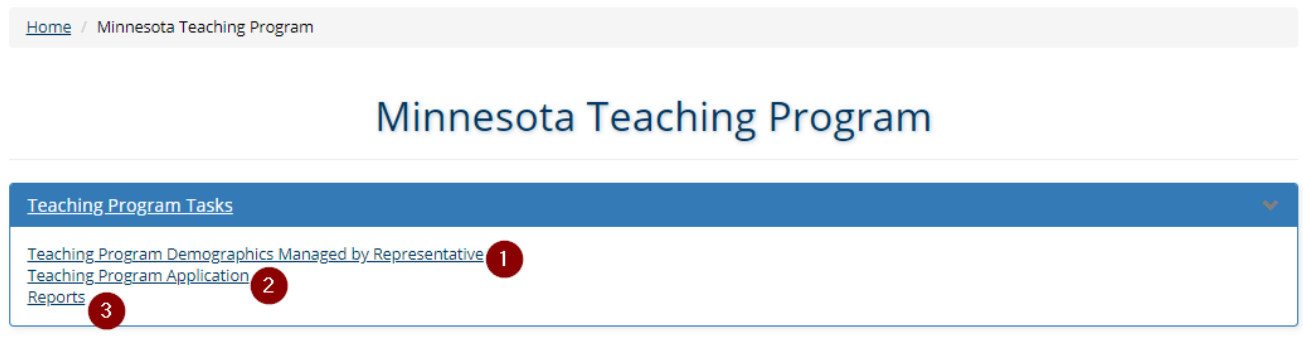 Home / Minnesota Teaching Program
Minnesota Teaching Program
Teaching Program Tasks
Teaching Program Demographics Managed by Representative 1
Teaching Program Application 2
Reports 3